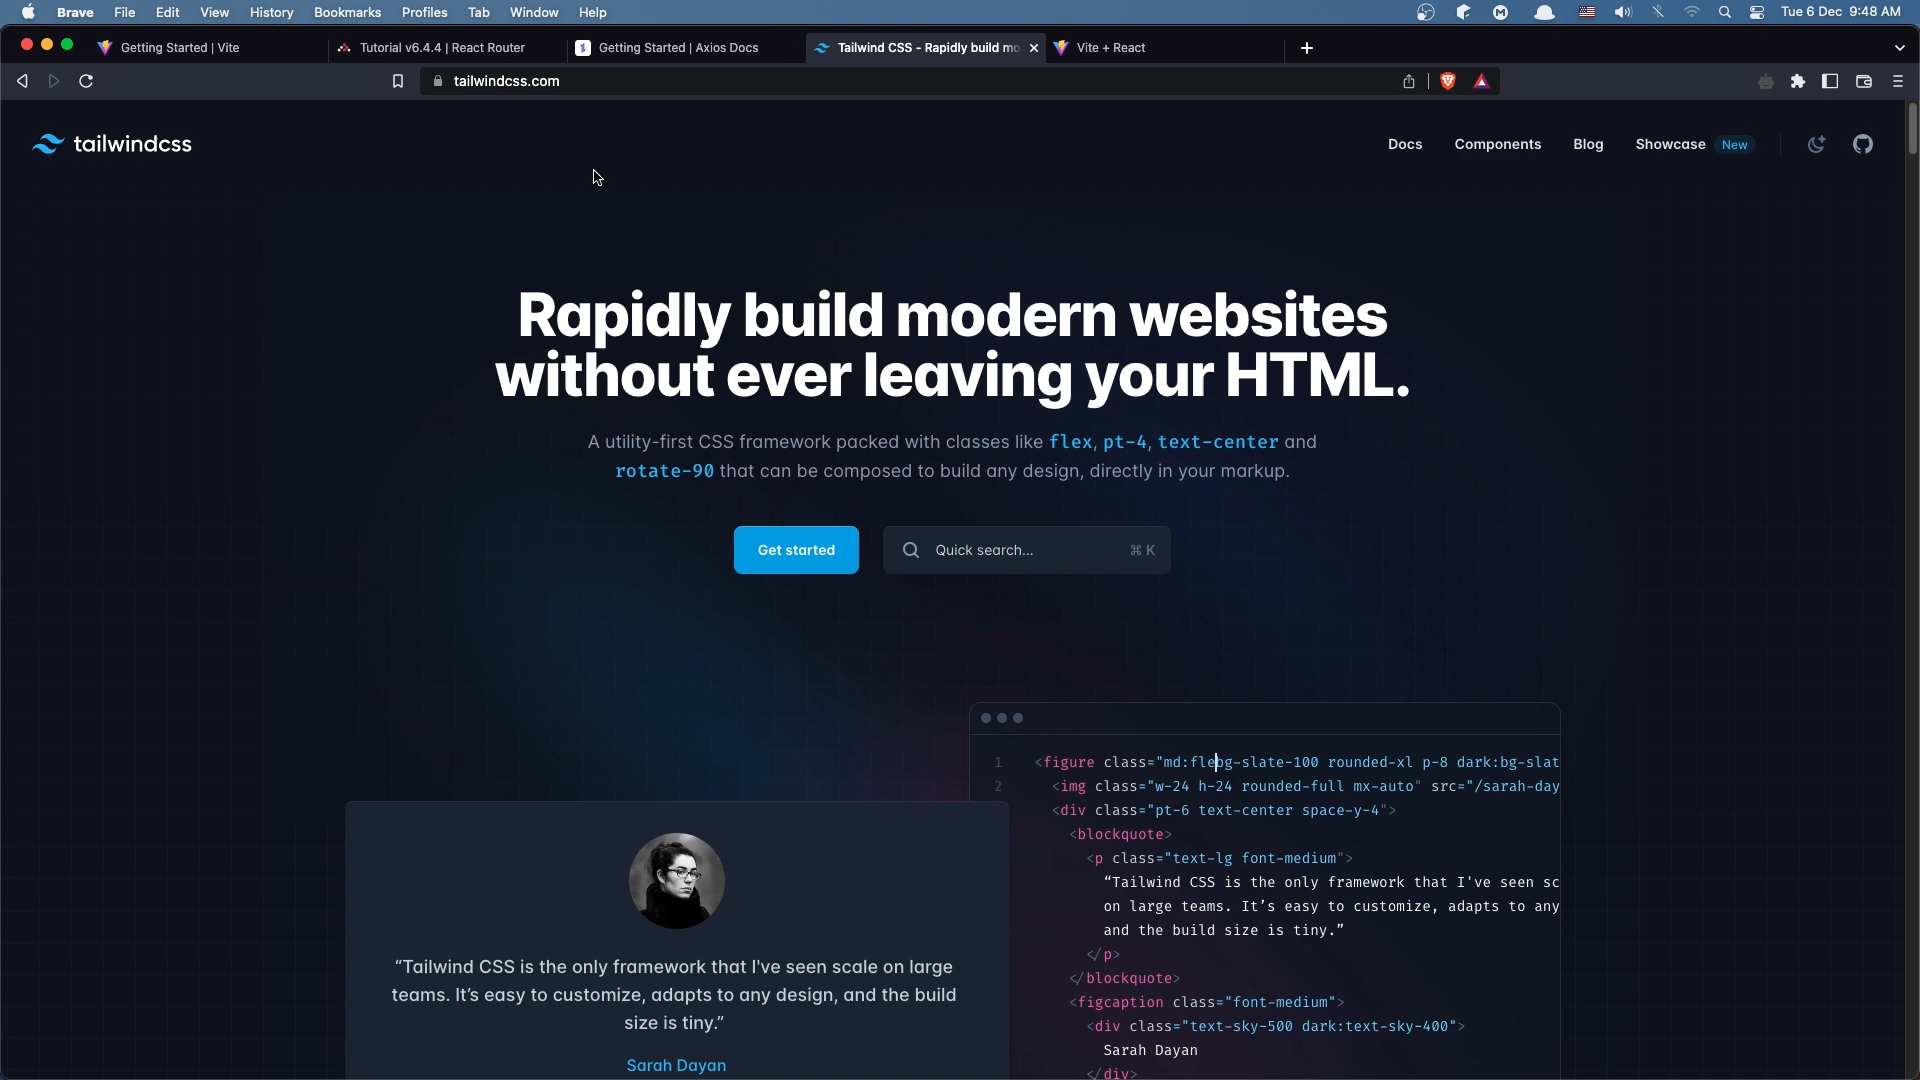 Brave File Edit View History Bookmarks Profiles Tab Window Help Tue 6 Dec 9:48 AM
Getting Started | Vite Tutorial v6.4.4 | React Router Getting Started | Axios Docs Tailwind CSS - Rapidly build mo Vite + React
tailwindcss.com
tailwindcss Docs Components Blog Showcase New
Rapidly build modern websites
without ever leaving your HTML.
A utility-first CSS framework packed with classes like flex, pt-4, text-center and
rotate-90 that can be composed to build any design, directly in your markup.
Get started Quick search... ⌘ K
1 <figure class="md:flebg-slate-100 rounded-xl p-8 dark:bg-slat
2 <img class="w-24 h-24 rounded-full mx-auto" src="/sarah-day
<div class="pt-6 text-center space-y-4">
<blockquote>
<p class="text-lg font-medium">
“Tailwind CSS is the only framework that I've seen sc
on large teams. It’s easy to customize, adapts to any
and the build size is tiny.”
</p>
</blockquote>
<figcaption class="font-medium">
<div class="text-sky-500 dark:text-sky-400">
Sarah Dayan
</div>
“Tailwind CSS is the only framework that I've seen scale on large
teams. It’s easy to customize, adapts to any design, and the build
size is tiny.”
Sarah Dayan